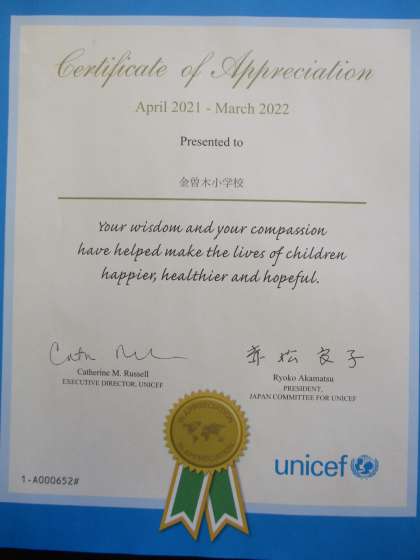 Certificate of Appreciation
April 2021 - March 2022
Presented to
金曽木小学校
Your wisdom and your compassion
have helped make the lives of children
happier, healthier and hopeful.
赤松良子
Catherine M. Russell
EXECUTIVE DIRECTOR, UNICEF
Ryoko Akamatsu
PRESIDENT,
JAPAN COMMITTEE FOR UNICEF
APPRECIATION
APPRECIATION
unicef
1-A000652#